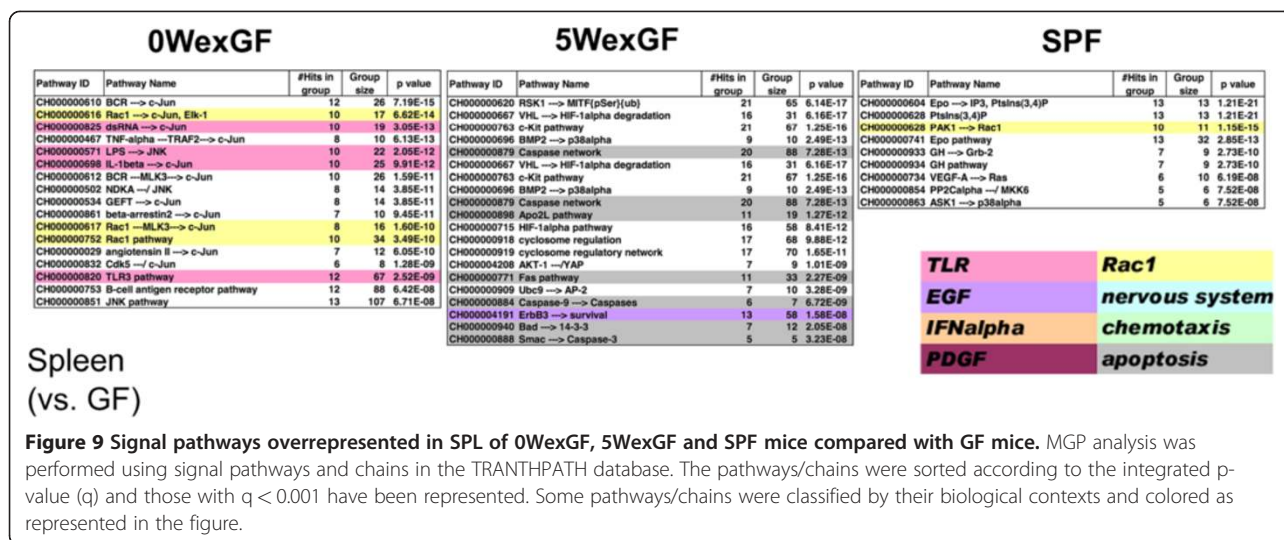 0WexGF
Pathway ID Pathway Name #Hits in group Group size p value
CH000000610 BCR ---> c-Jun 12 26 7.19E-15
CH000000616 Rac1 ---> c-Jun, Elk-1 10 17 6.62E-14
CH000000825 dsRNA ---> c-Jun 10 19 3.05E-13
CH000000467 TNF-alpha ---TRAF2---> c-Jun 8 10 6.13E-13
CH000000571 LPS ---> JNK 10 22 2.05E-12
CH000000698 IL-1beta ---> c-Jun 10 25 9.91E-12
CH000000612 BCR ---MLK3---> c-Jun 10 26 1.59E-11
CH000000502 NDKA ---/ JNK 8 14 3.85E-11
CH000000534 GEFT ---> c-Jun 8 14 3.85E-11
CH000000861 beta-arrestin2 ---> c-Jun 7 10 9.45E-11
CH000000617 Rac1 ---MLK3---> c-Jun 8 16 1.60E-10
CH000000752 Rac1 pathway 10 34 3.49E-10
CH000000029 angiotensin II ---> c-Jun 7 12 6.05E-10
CH000000832 Cdk5 ---/ c-Jun 6 8 1.28E-09
CH000000820 TLR3 pathway 12 67 2.52E-09
CH000000753 B-cell antigen receptor pathway 12 88 6.42E-08
CH000000851 JNK pathway 13 107 6.71E-08
5WexGF
Pathway ID Pathway Name #Hits in group Group size p value
CH000000620 RSK1 ---> MITF{pSer}{ub} 21 65 6.14E-17
CH000000667 VHL ---> HIF-1alpha degradation 16 31 6.16E-17
CH000000763 c-Kit pathway 21 67 1.25E-16
CH000000696 BMP2 ---> p38alpha 9 10 2.49E-13
CH000000879 Caspase network 20 88 7.28E-13
CH000000667 VHL ---> HIF-1alpha degradation 16 31 6.16E-17
CH000000763 c-Kit pathway 21 67 1.25E-16
CH000000696 BMP2 ---> p38alpha 9 10 2.49E-13
CH000000879 Caspase network 20 88 7.28E-13
CH000000898 Apo2L pathway 11 19 1.27E-12
CH000000715 HIF-1alpha pathway 16 58 8.41E-12
CH000000918 cyclosome regulation 17 68 9.88E-12
CH000000919 cyclosome regulatory network 17 70 1.65E-11
CH000004208 AKT-1 ---/YAP 7 9 1.01E-09
CH000000771 Fas pathway 11 33 2.27E-09
CH000000909 Ubc9 ---> AP-2 7 10 3.28E-09
CH000000884 Caspase-9 ---> Caspases 6 7 6.72E-09
CH000004191 ErbB3 ---> survival 13 58 1.58E-08
CH000000940 Bad ---> 14-3-3 7 12 2.05E-08
CH000000888 Smac ---> Caspase-3 5 5 3.23E-08
SPF
Pathway ID Pathway Name #Hits in group Group size p value
CH000000604 Epo ---> IP3, PtsIns(3,4)P 13 13 1.21E-21
CH000000628 PtsIns(3,4)P 13 13 1.21E-21
CH000000628 PAK1 ---> Rac1 10 11 1.15E-15
CH000000741 Epo pathway 13 32 2.85E-13
CH000000933 GH ---> Grb-2 7 9 2.73E-10
CH000000934 GH pathway 7 9 2.73E-10
CH000000734 VEGF-A ---> Ras 6 10 6.19E-08
CH000000854 PP2Calpha ---/ MKK6 5 6 7.52E-08
CH000000863 ASK1 ---> p38alpha 5 6 7.52E-08
TLR Rac1
EGF nervous system
IFNalpha chemotaxis
PDGF apoptosis
Spleen
(vs. GF)
Figure 9 Signal pathways overrepresented in SPL of 0WexGF, 5WexGF and SPF mice compared with GF mice. MGP analysis was
performed using signal pathways and chains in the TRANTHPATH database. The pathways/chains were sorted according to the integrated p-
value (q) and those with q < 0.001 have been represented. Some pathways/chains were classified by their biological contexts and colored as
represented in the figure.